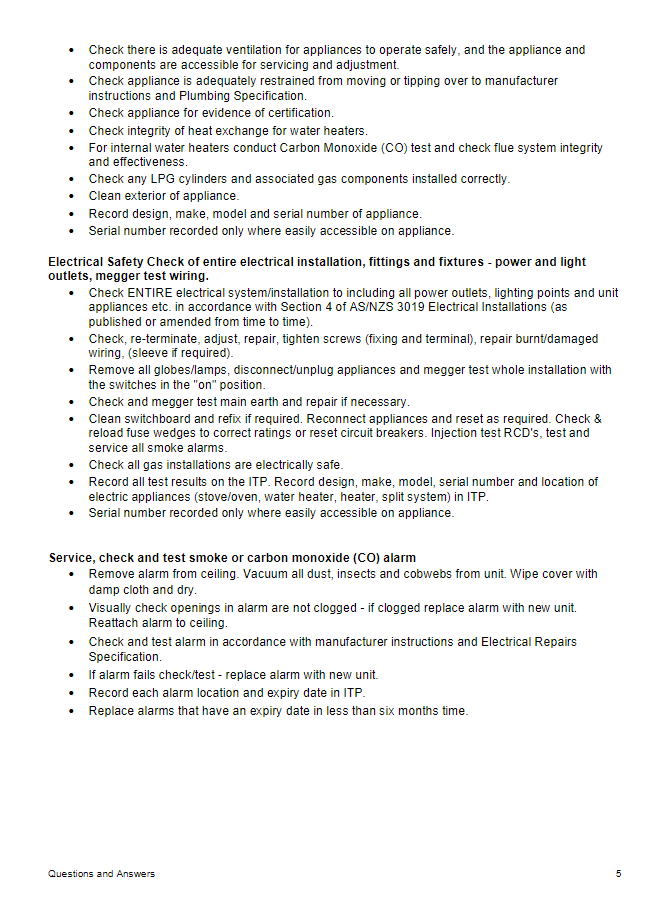 • Check there is adequate ventilation for appliances to operate safely, and the appliance and
components are accessible for servicing and adjustment.
• Check appliance is adequately restrained from moving or tipping over to manufacturer
instructions and Plumbing Specification.
• Check appliance for evidence of certification.
• Check integrity of heat exchange for water heaters.
• For internal water heaters conduct Carbon Monoxide (CO) test and check flue system integrity
and effectiveness.
• Check any LPG cylinders and associated gas components installed correctly.
• Clean exterior of appliance.
• Record design, make, model and serial number of appliance.
• Serial number recorded only where easily accessible on appliance.
Electrical Safety Check of entire electrical installation, fittings and fixtures - power and light
outlets, megger test wiring.
• Check ENTIRE electrical system/installation to including all power outlets, lighting points and unit
appliances etc. in accordance with Section 4 of AS/NZS 3019 Electrical Installations (as
published or amended from time to time).
• Check, re-terminate, adjust, repair, tighten screws (fixing and terminal), repair burnt/damaged
wiring, (sleeve if required).
• Remove all globes/lamps, disconnect/unplug appliances and megger test whole installation with
the switches in the "on" position.
• Check and megger test main earth and repair if necessary.
• Clean switchboard and refix if required. Reconnect appliances and reset as required. Check &
reload fuse wedges to correct ratings or reset circuit breakers. Injection test RCD's, test and
service all smoke alarms.
• Check all gas installations are electrically safe.
• Record all test results on the ITP. Record design, make, model, serial number and location of
electric appliances (stove/oven, water heater, heater, split system) in ITP.
• Serial number recorded only where easily accessible on appliance.
Service, check and test smoke or carbon monoxide (CO) alarm
• Remove alarm from ceiling. Vacuum all dust, insects and cobwebs from unit. Wipe cover with
damp cloth and dry.
• Visually check openings in alarm are not clogged - if clogged replace alarm with new unit.
Reattach alarm to ceiling.
• Check and test alarm in accordance with manufacturer instructions and Electrical Repairs
Specification.
• If alarm fails check/test - replace alarm with new unit.
• Record each alarm location and expiry date in ITP.
• Replace alarms that have an expiry date in less than six months time.
Questions and Answers 5